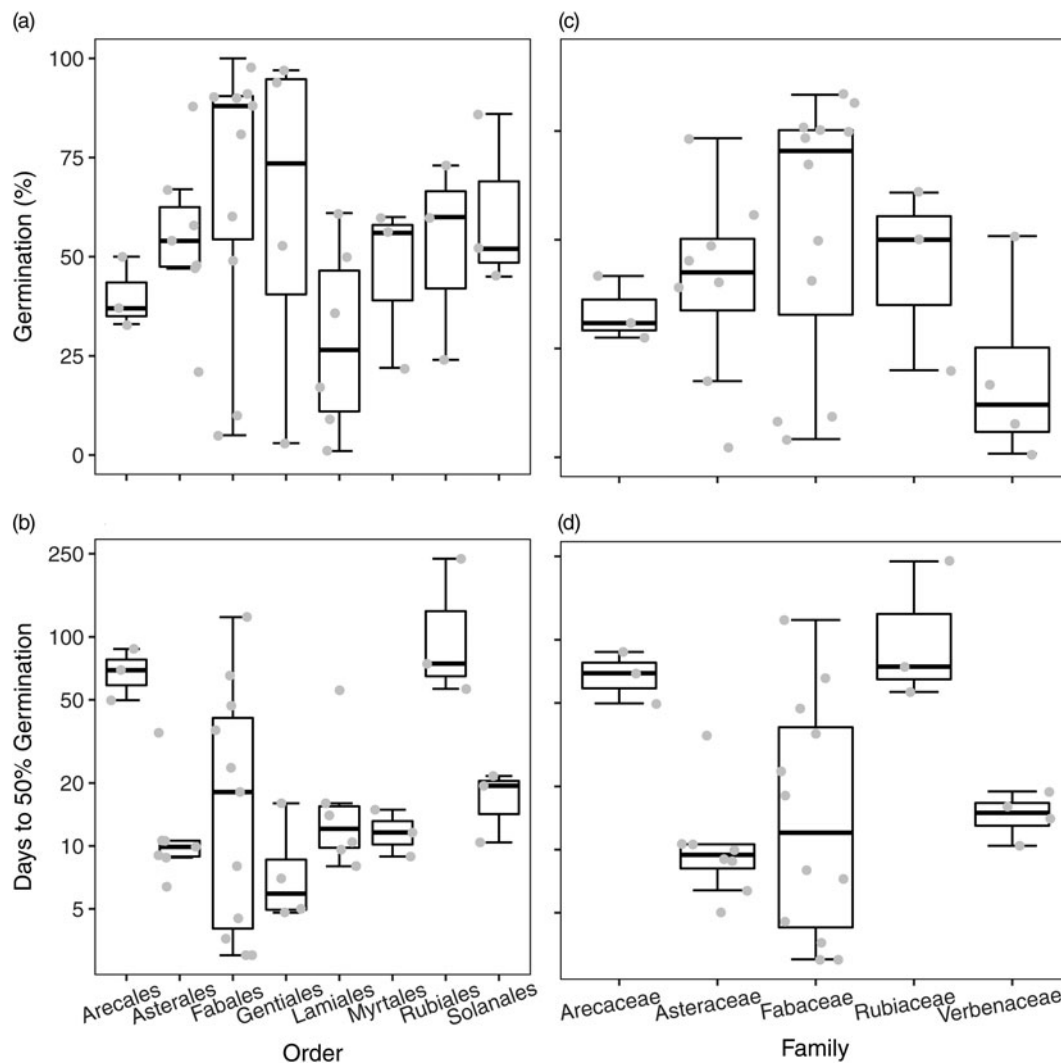 (a)
(c)
100
75
50
25
0
Germination (%)
(b)
(d)
250
100
50
20
10
5
Days to 50% Germination
Arecales
Asterales
Fabales
Gentiales
Lamiales
Myrtales
Rubiales
Solanales
Order
Arecaceae
Asteraceae
Fabaceae
Rubiaceae
Verbenaceae
Family